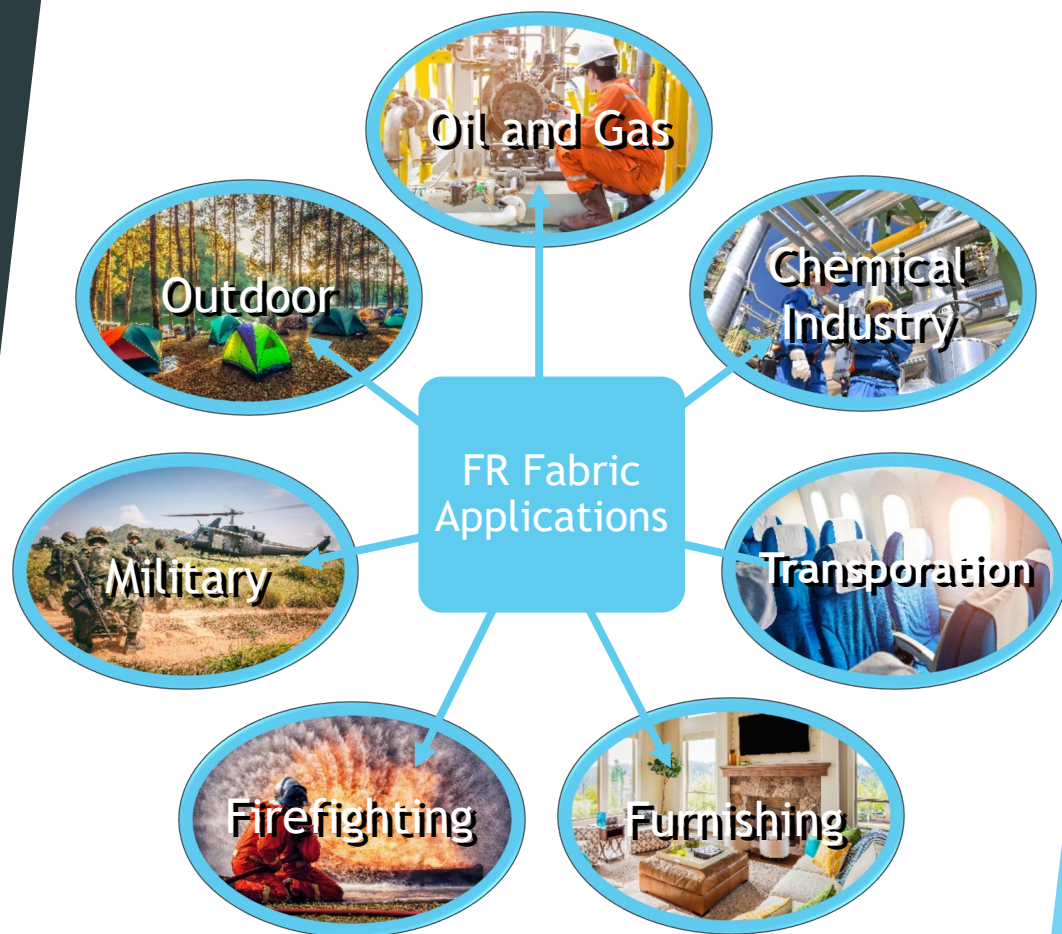 Oil and Gas
Chemical
Industry
Outdoor
FR Fabric
Applications
Military
Transporation
Firefighting
Furnishing